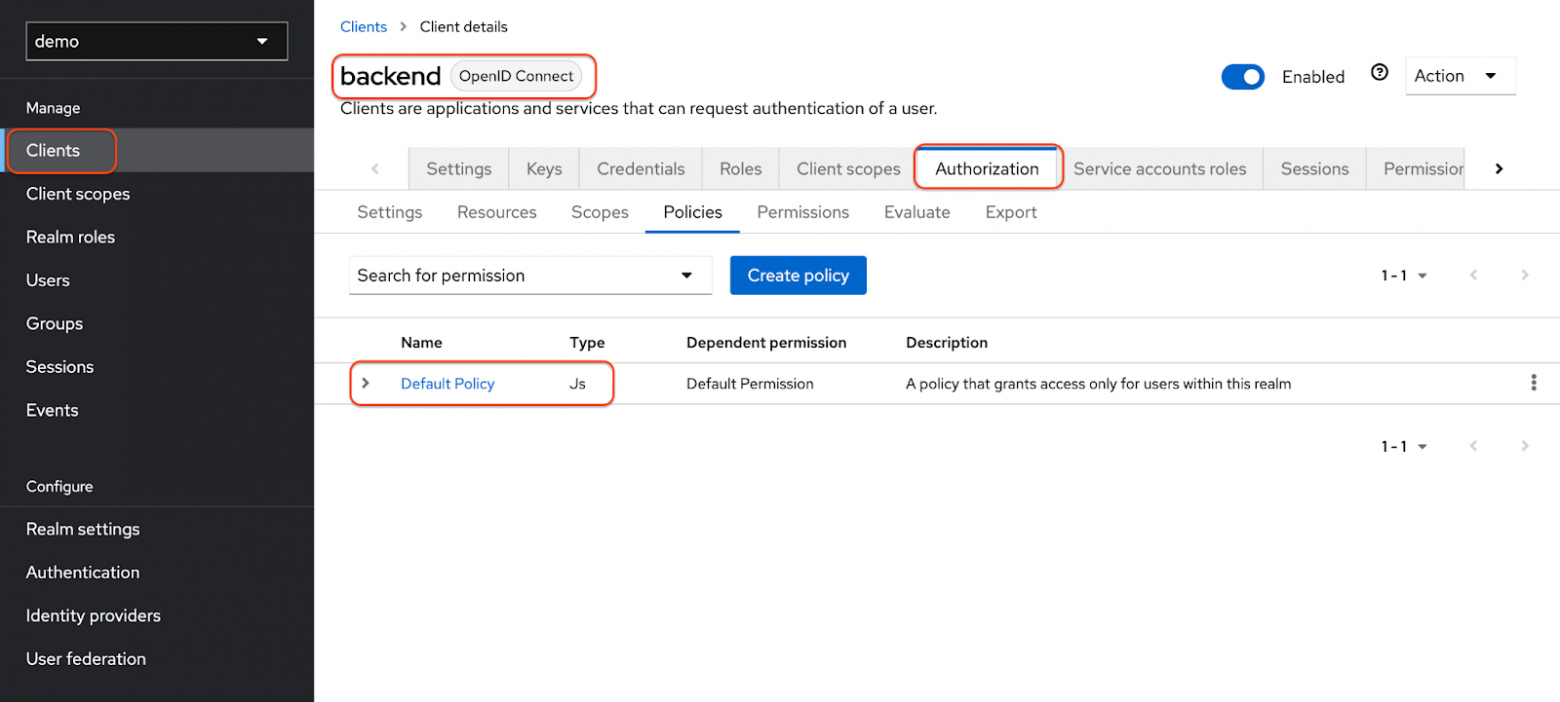 demo
Manage
Clients
Client scopes
Realm roles
Users
Groups
Sessions
Events
Configure
Realm settings
Authentication
Identity providers
User federation
Clients > Client details
backend OpenID Connect
Enabled
Action
Clients are applications and services that can request authentication of a user.
Settings Keys Credentials Roles Client scopes Authorization Service accounts roles Sessions Permission
Settings Resources Scopes Policies Permissions Evaluate Export
Search for permission Create policy 1 - 1
Name Type Dependent permission Description
Default Policy Js Default Permission A policy that grants access only for users within this realm
1 - 1